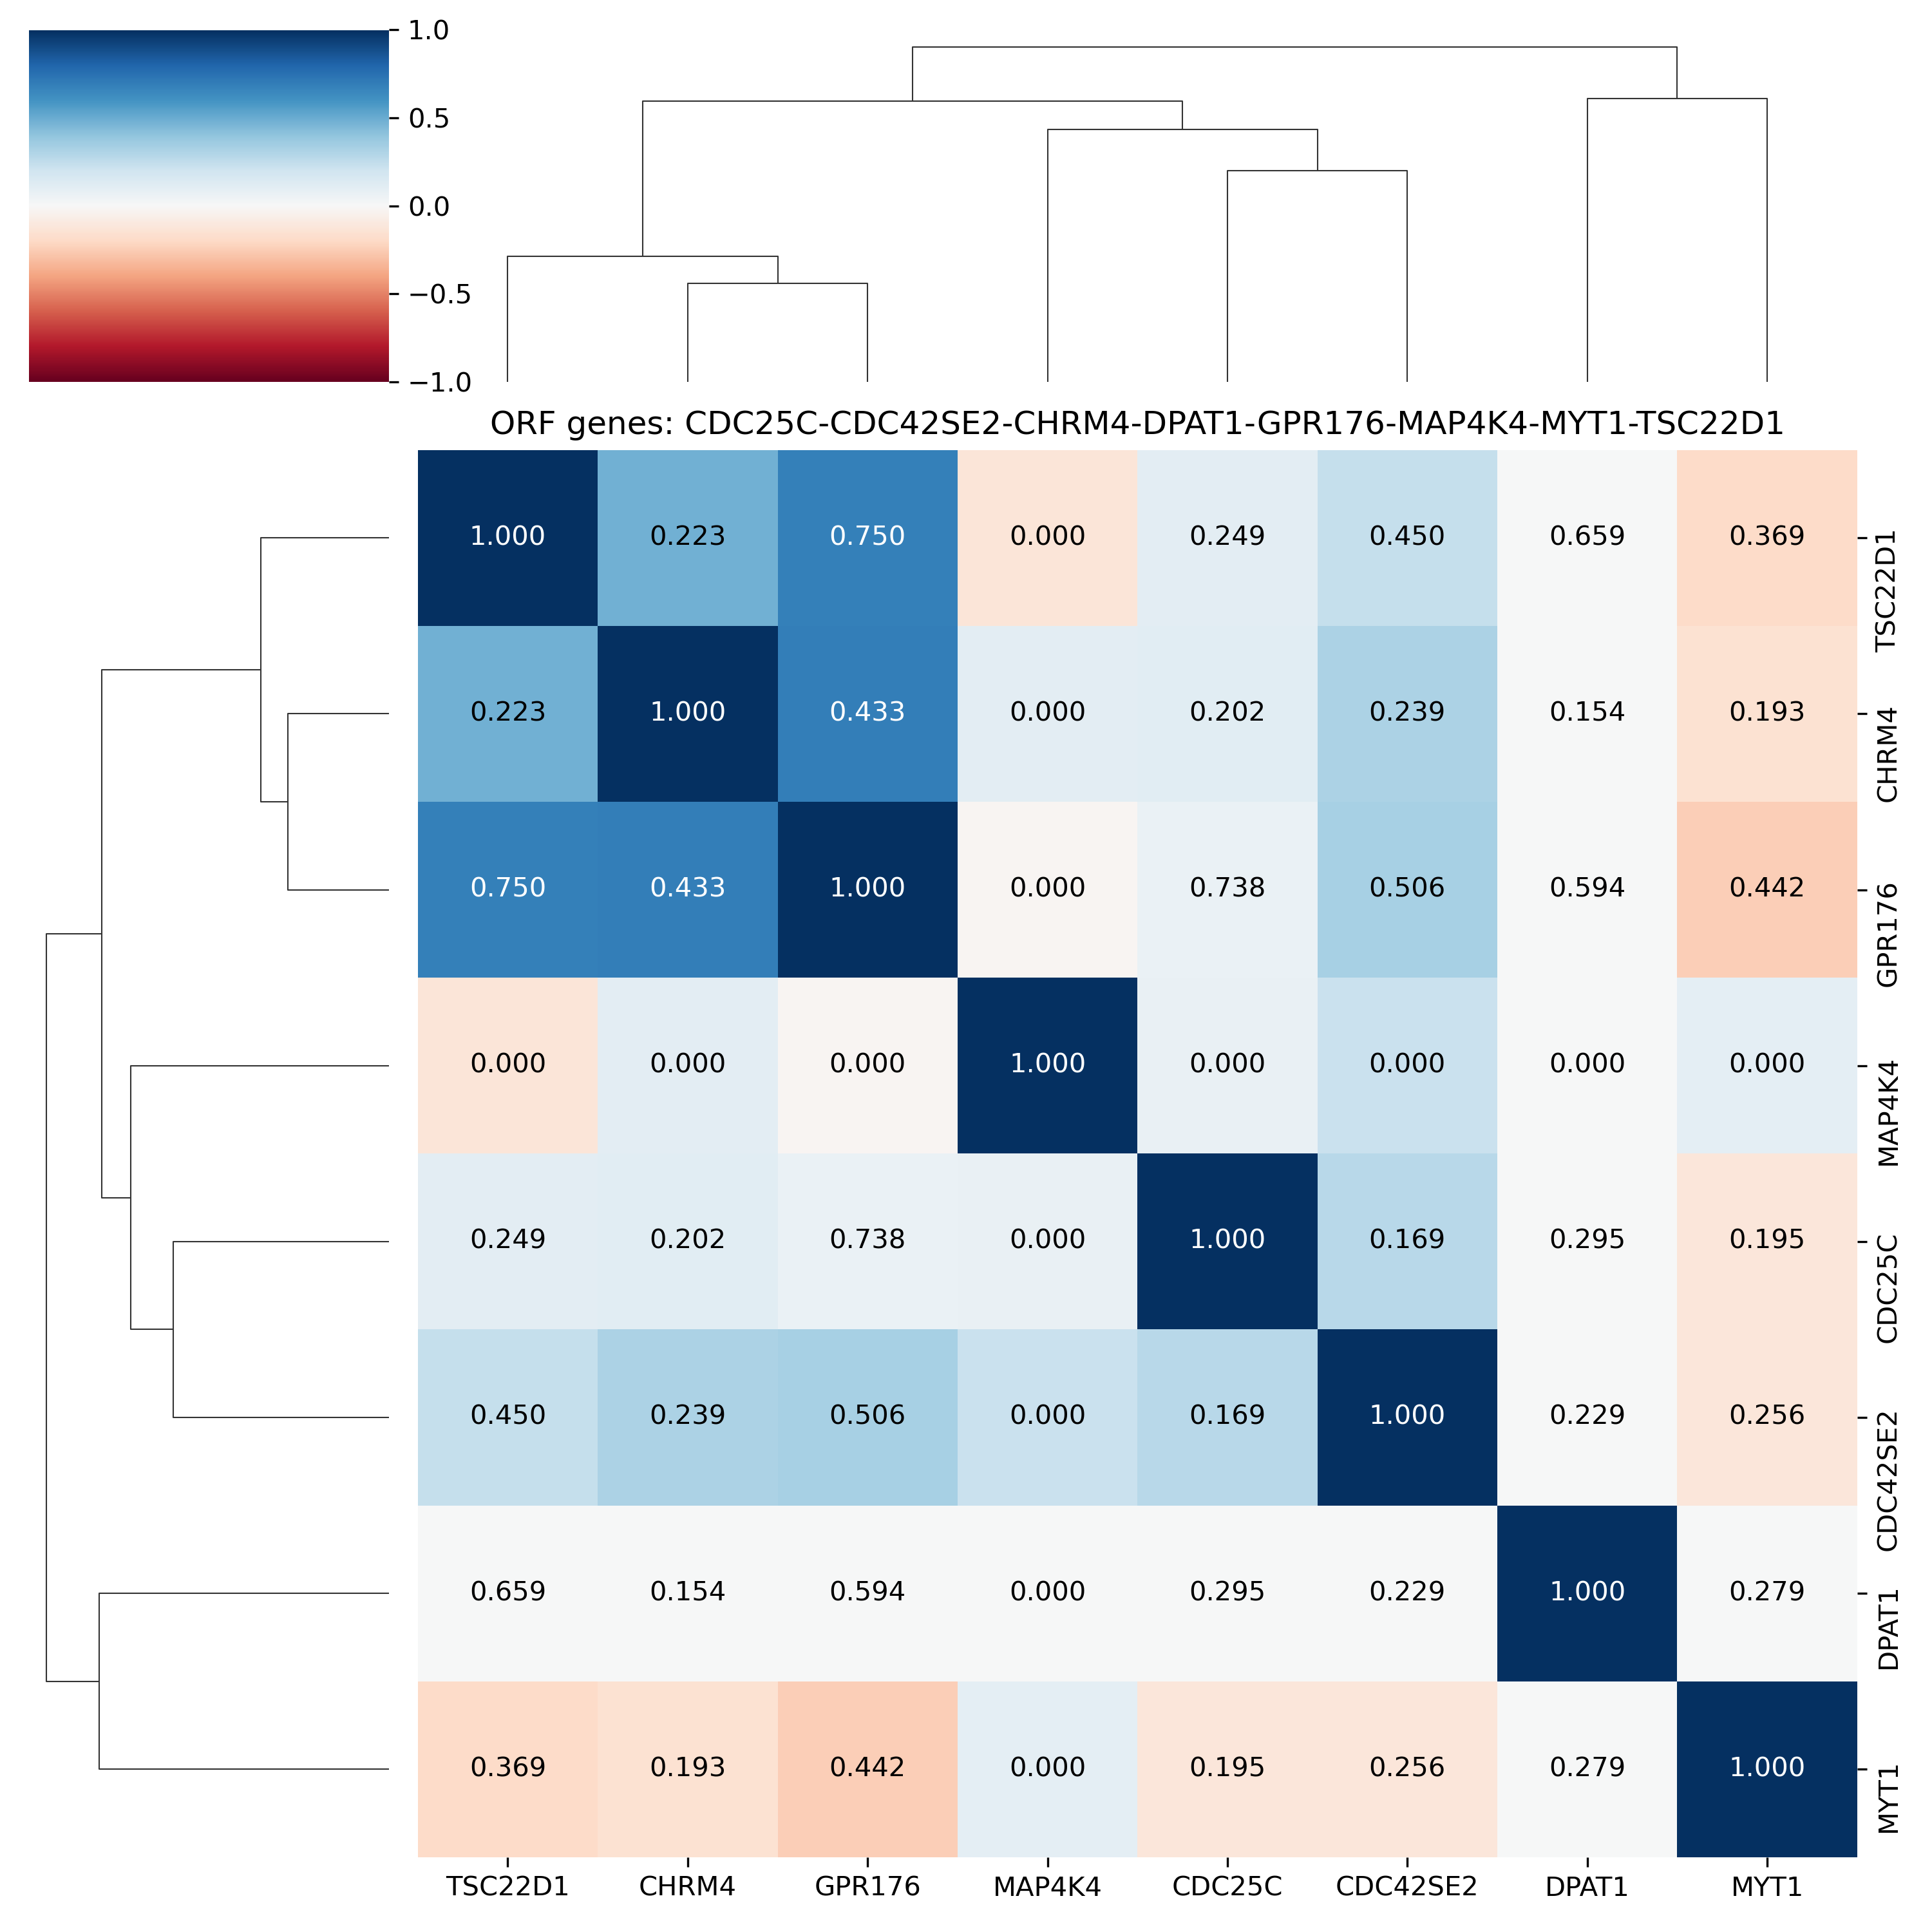 1.0
0.5
0.0
−0.5
−1.0
ORF genes: CDC25C-CDC42SE2-CHRM4-DPAT1-GPR176-MAP4K4-MYT1-TSC22D1
1.000 0.223 0.750 0.000 0.249 0.450 0.659 0.369 TSC22D1
0.223 1.000 0.433 0.000 0.202 0.239 0.154 0.193 CHRM4
0.750 0.433 1.000 0.000 0.738 0.506 0.594 0.442 GPR176
0.000 0.000 0.000 1.000 0.000 0.000 0.000 0.000 MAP4K4
0.249 0.202 0.738 0.000 1.000 0.169 0.295 0.195 CDC25C
0.450 0.239 0.506 0.000 0.169 1.000 0.229 0.256 CDC42SE2
0.659 0.154 0.594 0.000 0.295 0.229 1.000 0.279 DPAT1
0.369 0.193 0.442 0.000 0.195 0.256 0.279 1.000 MYT1
TSC22D1 CHRM4 GPR176 MAP4K4 CDC25C CDC42SE2 DPAT1 MYT1